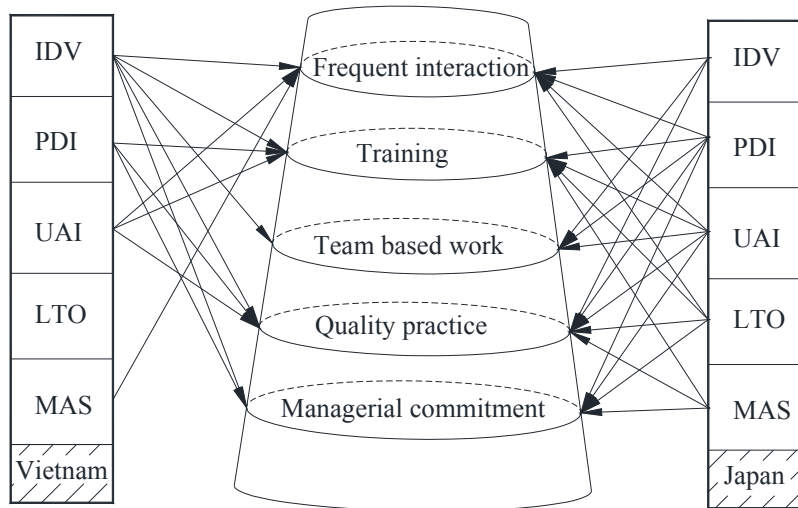 IDV
PDI
UAI
LTO
MAS
Vietnam
Frequent interaction
Training
Team based work
Quality practice
Managerial commitment
IDV
PDI
UAI
LTO
MAS
Japan